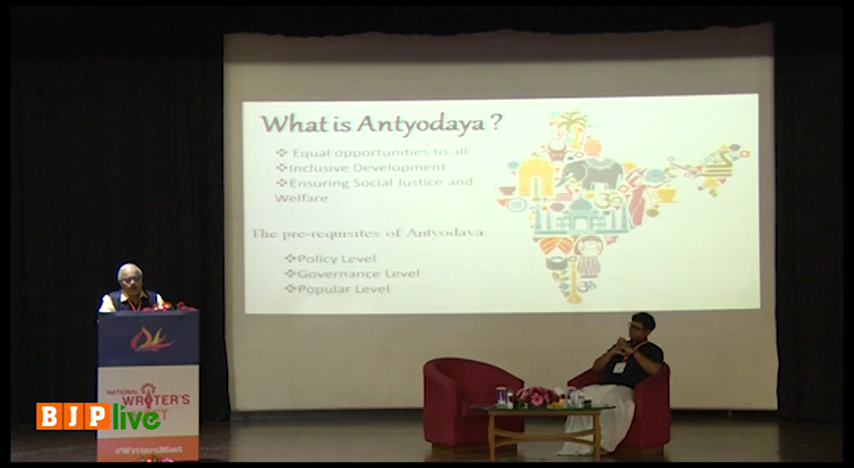 What is Antyodaya ?
❖ Equal opportunities to all
❖Inclusive Development
❖Ensuring Social Justice and
Welfare
The pre-requisites of Antyodaya
❖Policy Level
❖Governance Level
❖Popular Level
NATIONAL
WRITER'S
#WritersMeet
BJP live